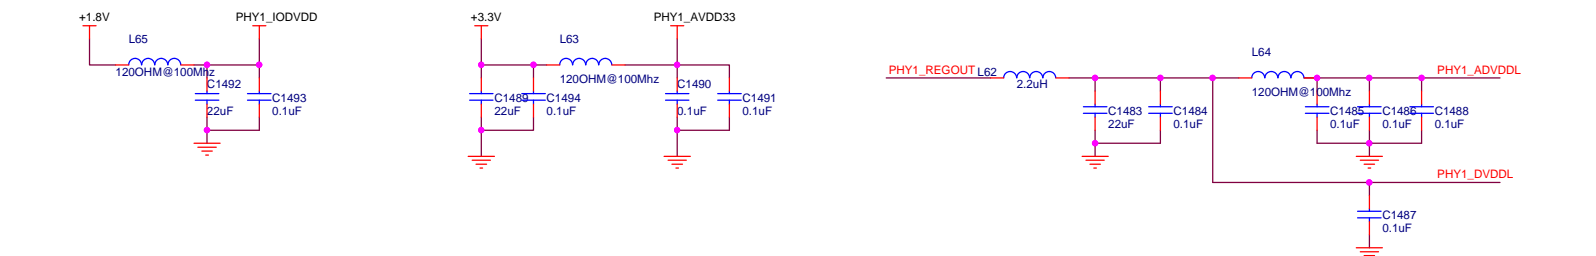 +1.8V
PHY1_IODVDD
L65
120OHM@100Mhz
C1492
22uF
C1493
0.1uF
+3.3V
PHY1_AVDD33
L63
120OHM@100Mhz
C1489
22uF
C1494
0.1uF
C1490
0.1uF
C1491
0.1uF
PHY1_REGOUT
L62
2.2uH
L64
120OHM@100Mhz
PHY1_ADVDDL
C1483
22uF
C1484
0.1uF
C1485
0.1uF
C1486
0.1uF
C1488
0.1uF
PHY1_DVDDL
C1487
0.1uF